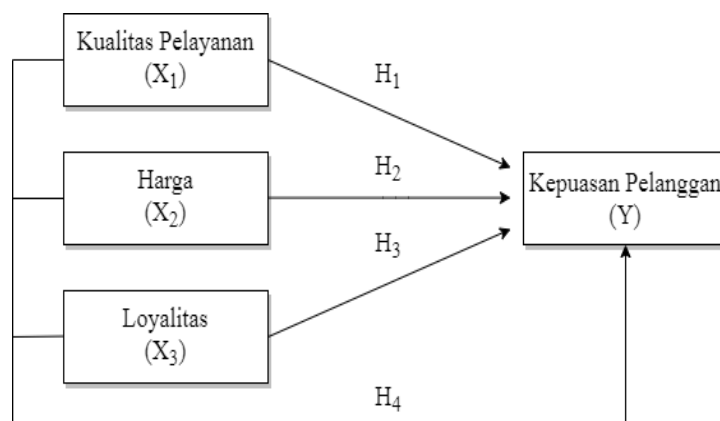 Kualitas Pelayanan
(X₁)
H₁
Harga
(X₂)
H₂
Kepuasan Pelanggan
(Y)
H₃
Loyalitas
(X₃)
H₄